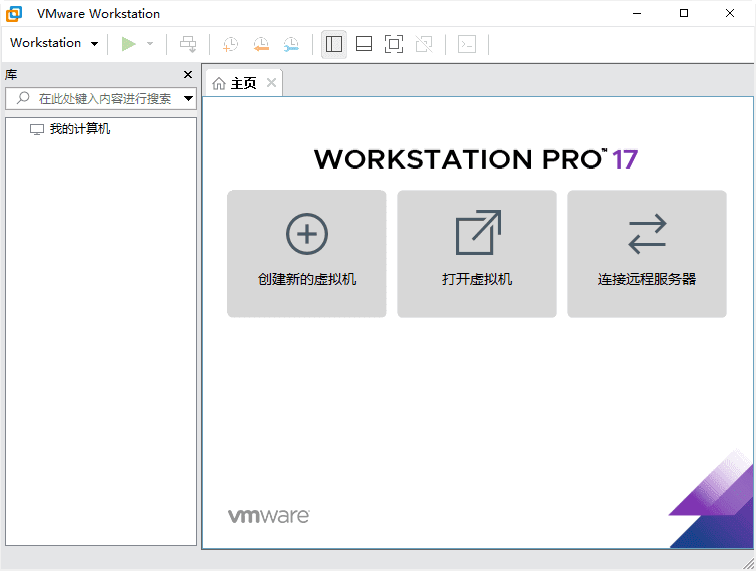 VMware Workstation
Workstation
库
主页
在此处键入内容进行搜索
我的计算机
WORKSTATION PRO™ 17
创建新的虚拟机
打开虚拟机
连接远程服务器
vmware